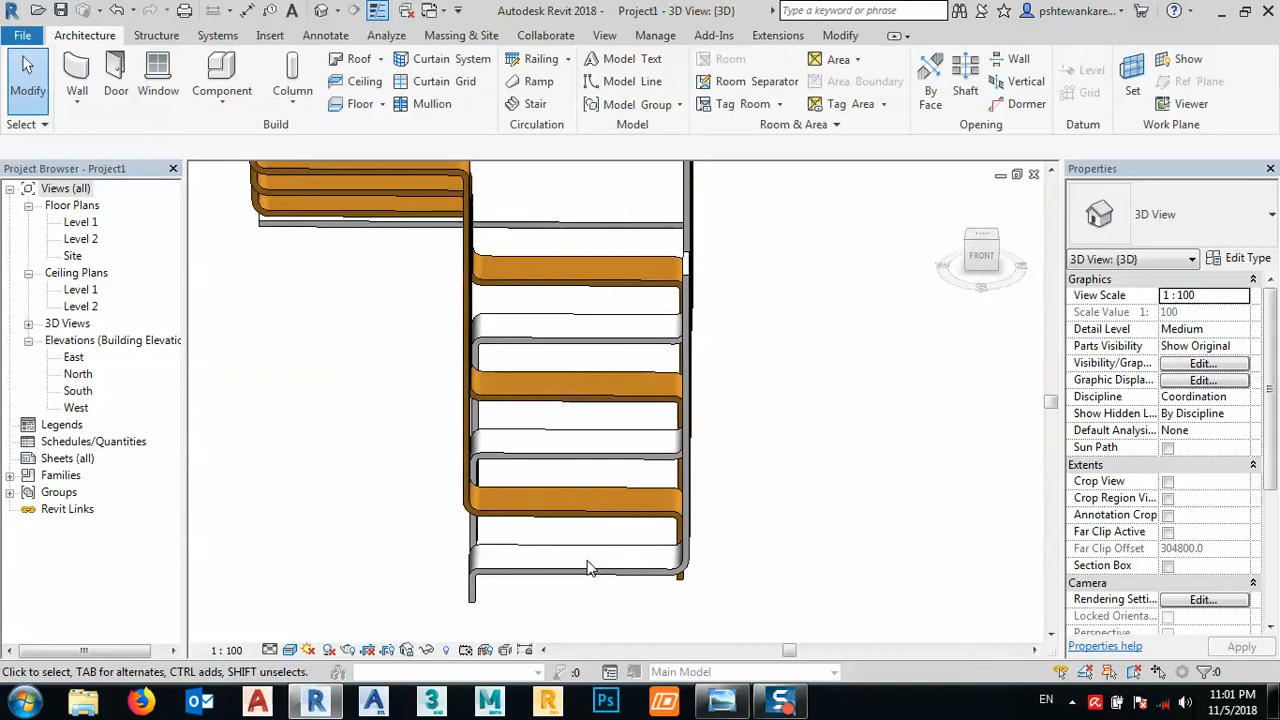 Autodesk Revit 2018 - Project1 - 3D View: {3D}
Type a keyword or phrase
pshtewankare...
File
Architecture
Structure
Systems
Insert
Annotate
Analyze
Massing & Site
Collaborate
View
Manage
Add-Ins
Extensions
Modify
Modify
Wall
Door
Window
Component
Column
Roof
Ceiling
Floor
Curtain System
Curtain Grid
Mullion
Railing
Ramp
Stair
Model Text
Model Line
Model Group
Room
Room Separator
Tag Room
Area
Area Boundary
Tag Area
By Face
Shaft
Wall
Vertical
Dormer
Level
Grid
Set
Show
Ref Plane
Viewer
Select
Build
Circulation
Model
Room & Area
Opening
Datum
Work Plane
Project Browser - Project1
Views (all)
Floor Plans
Level 1
Level 2
Site
Ceiling Plans
Level 1
Level 2
3D Views
Elevations (Building Elevatic
East
North
South
West
Legends
Schedules/Quantities
Sheets (all)
Families
Groups
Revit Links
FRONT
Properties
3D View
3D View: {3D}
Edit Type
Graphics
View Scale 1 : 100
Scale Value 1: 100
Detail Level Medium
Parts Visibility Show Original
Visibility/Grap... Edit...
Graphic Displa... Edit...
Discipline Coordination
Show Hidden L... By Discipline
Default Analysi... None
Sun Path
Extents
Crop View
Crop Region Vi...
Annotation Crop
Far Clip Active
Far Clip Offset 304800.0
Section Box
Camera
Rendering Setti... Edit...
Locked Orienta...
Perspective
Properties help
Apply
1 : 100
Click to select, TAB for alternates, CTRL adds, SHIFT unselects.
:0
Main Model
:0
EN
11:01 PM
11/5/2018